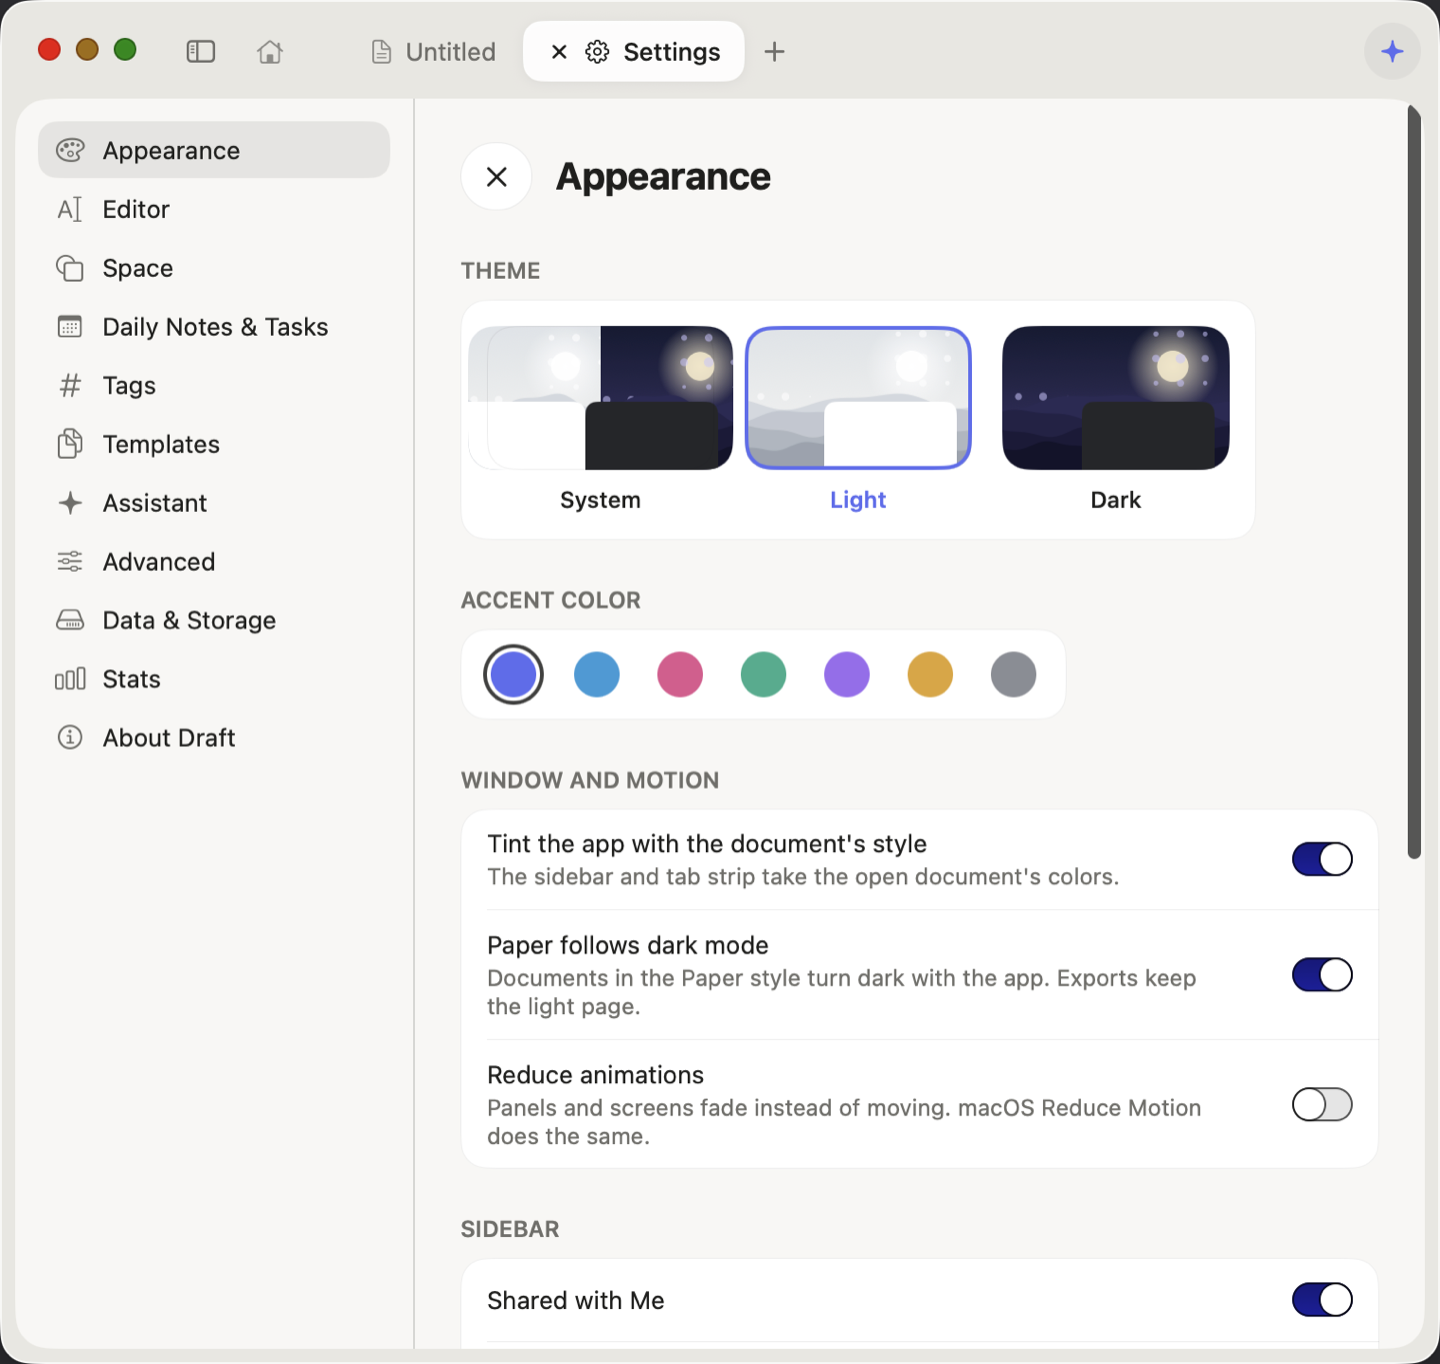 Untitled
Settings
Appearance
Editor
Space
Daily Notes & Tasks
Tags
Templates
Assistant
Advanced
Data & Storage
Stats
About Draft
Appearance
THEME
System
Light
Dark
ACCENT COLOR
WINDOW AND MOTION
Tint the app with the document's style
The sidebar and tab strip take the open document's colors.
Paper follows dark mode
Documents in the Paper style turn dark with the app. Exports keep
the light page.
Reduce animations
Panels and screens fade instead of moving. macOS Reduce Motion
does the same.
SIDEBAR
Shared with Me